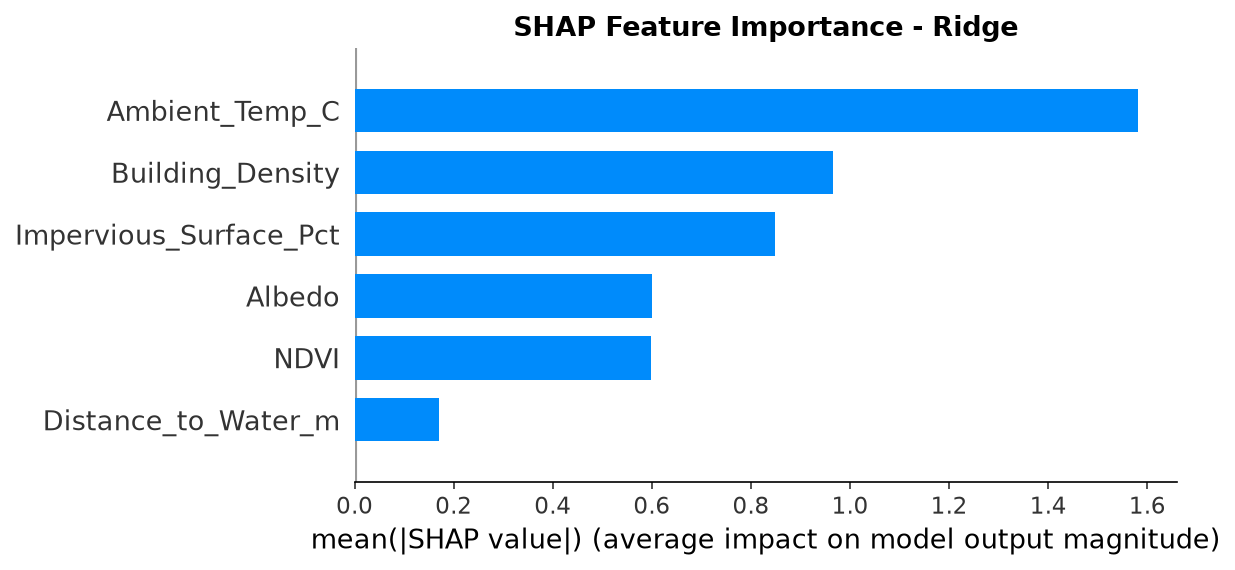 SHAP Feature Importance - Ridge
Ambient_Temp_C
Building_Density
Impervious_Surface_Pct
Albedo
NDVI
Distance_to_Water_m
0.0 0.2 0.4 0.6 0.8 1.0 1.2 1.4 1.6
mean(|SHAP value|) (average impact on model output magnitude)